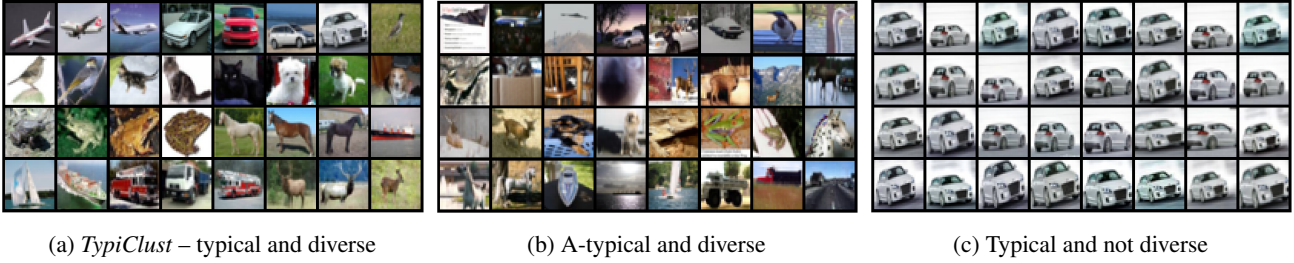 (a) TypiClust – typical and diverse
(b) A-typical and diverse
(c) Typical and not diverse